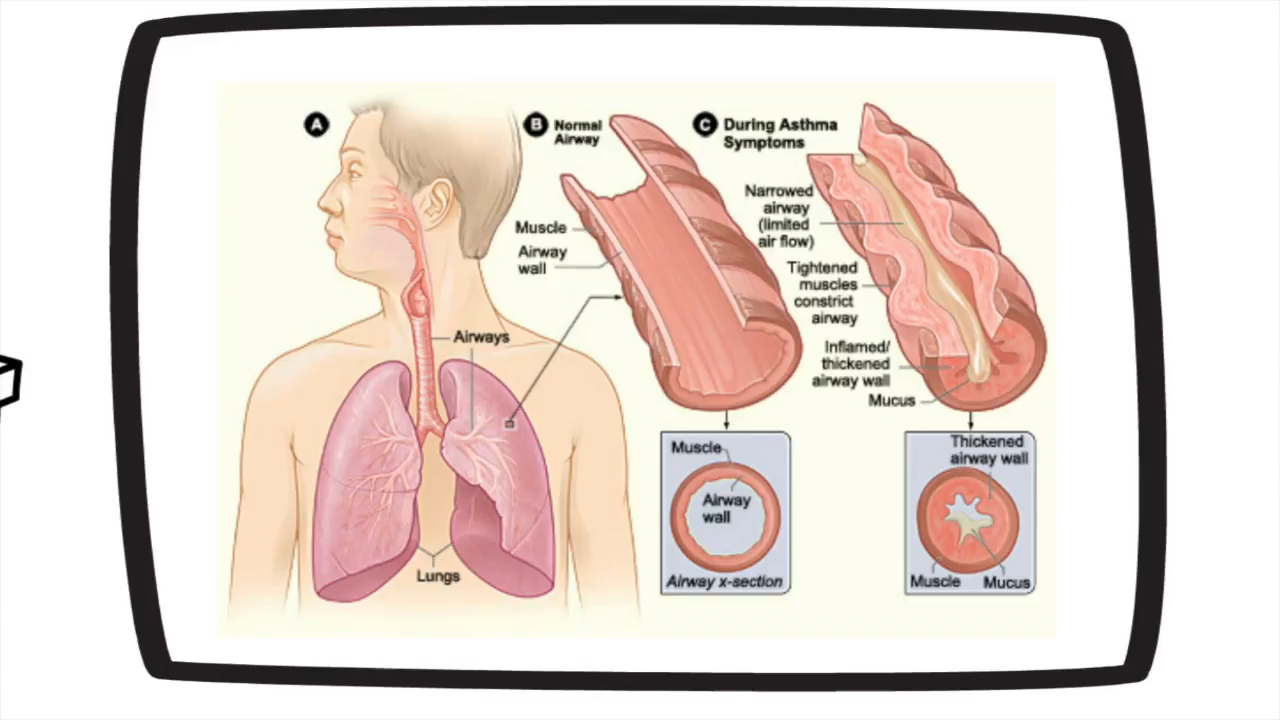 A
B
Normal
Airway
C
During Asthma
Symptoms
Muscle
Airway
wall
Narrowed
airway
(limited
air flow)
Tightened
muscles
constrict
airway
Inflamed/
thickened
airway wall
Mucus
Airways
Lungs
Muscle
Airway
wall
Airway x-section
Thickened
airway wall
Muscle
Mucus